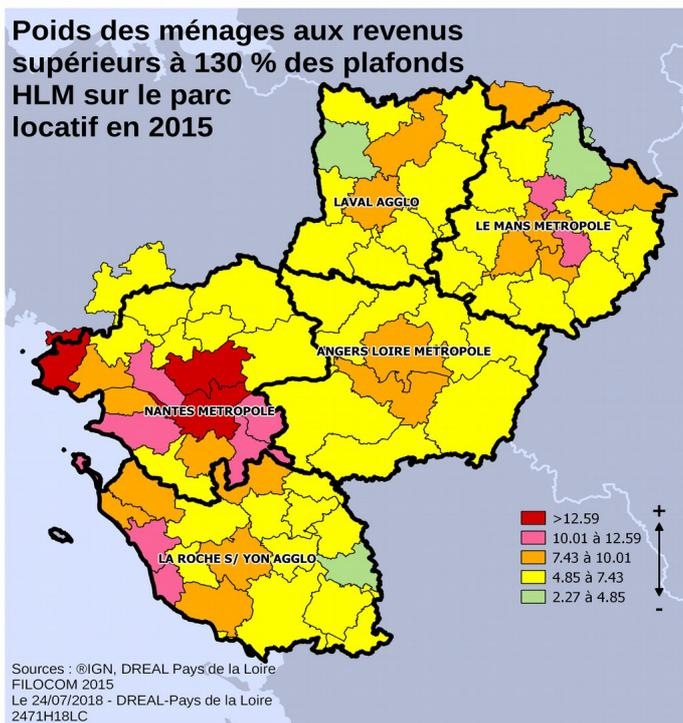 Poids des ménages aux revenus
supérieurs à 130 % des plafonds
HLM sur le parc
locatif en 2015
LAVAL AGGLO
LE MANS METROPOLE
ANGERS LOIRE METROPOLE
NANTES METROPOLE
LA ROCHE S/ YON AGGLO
+
>12.59
10.01 à 12.59
7.43 à 10.01
4.85 à 7.43
2.27 à 4.85
-
Sources : ®IGN, DREAL Pays de la Loire
FILOCOM 2015
Le 24/07/2018 - DREAL-Pays de la Loire
2471H18LC